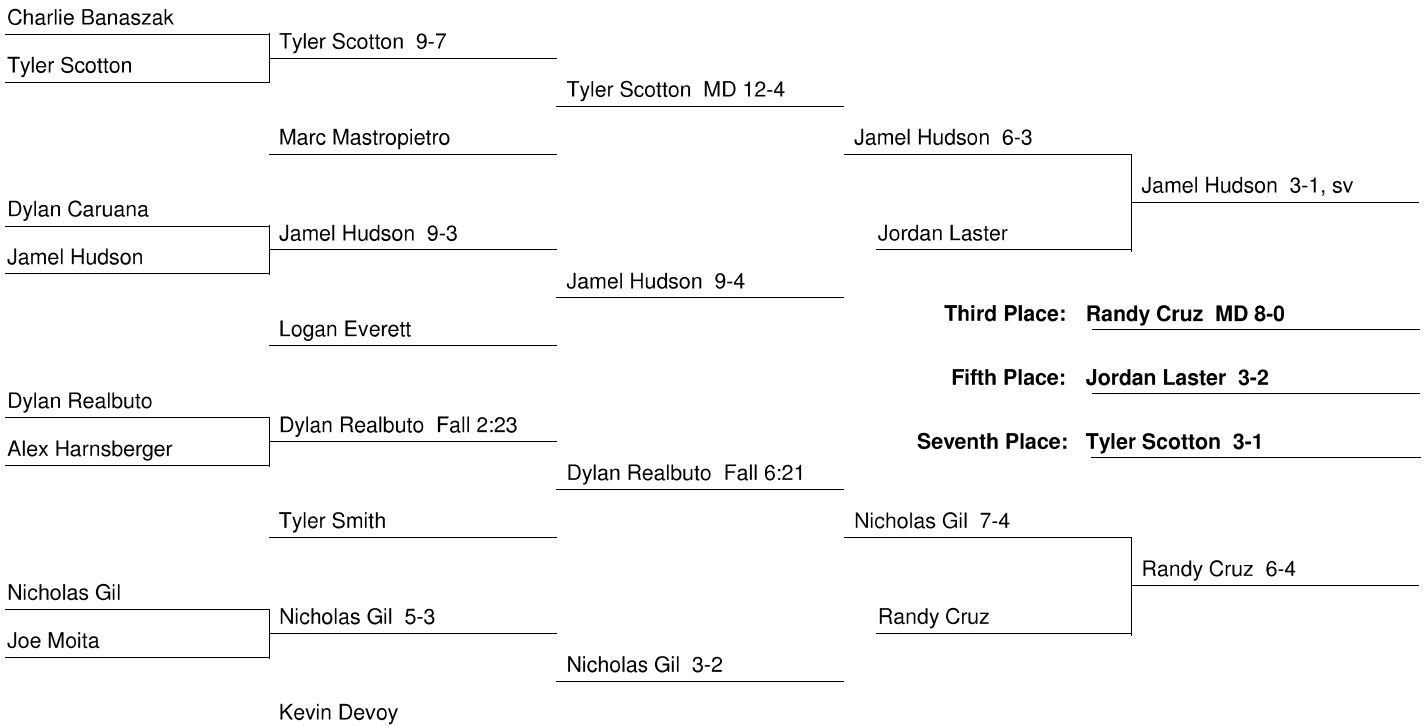 Charlie Banaszak
Tyler Scotton 9-7
Tyler Scotton
Tyler Scotton MD 12-4
Marc Mastropietro
Jamel Hudson 6-3
Jamel Hudson 3-1, sv
Dylan Caruana
Jamel Hudson 9-3
Jordan Laster
Jamel Hudson
Jamel Hudson 9-4
Third Place: Randy Cruz MD 8-0
Logan Everett
Fifth Place: Jordan Laster 3-2
Dylan Realbuto
Dylan Realbuto Fall 2:23
Seventh Place: Tyler Scotton 3-1
Alex Harnsberger
Dylan Realbuto Fall 6:21
Tyler Smith
Nicholas Gil 7-4
Randy Cruz 6-4
Nicholas Gil
Nicholas Gil 5-3
Randy Cruz
Joe Moita
Nicholas Gil 3-2
Kevin Devoy